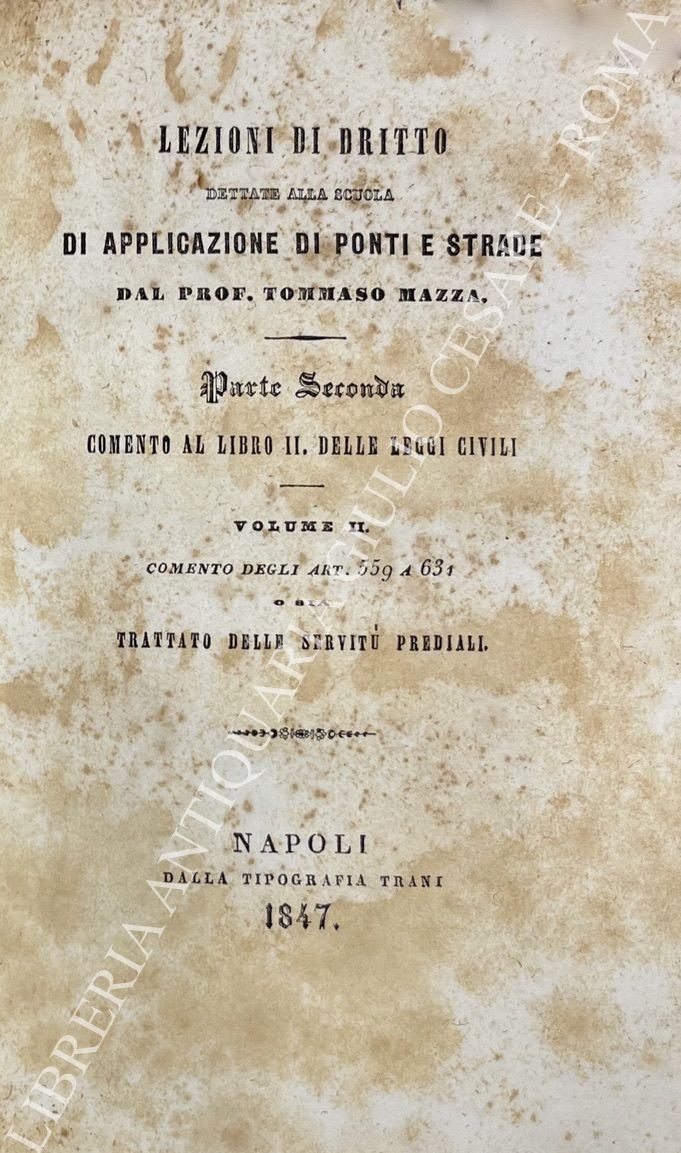 LEZIONI DI DRITTO
DETTATE ALLA SCUOLA
DI APPLICAZIONE DI PONTI E STRADE
DAL PROF. TOMMASO MAZZA.
Parte Seconda
COMENTO AL LIBRO II. DELLE LEGGI CIVILI
VOLUME II.
COMENTO DEGLI ART. 559 A 631
O SIA
TRATTATO DELLE SERVITÙ PREDIALI.
NAPOLI
DALLA TIPOGRAFIA TRANI
1847.
LIBRERIA ANTIQUARIA GIULIO CESARE - ROMA